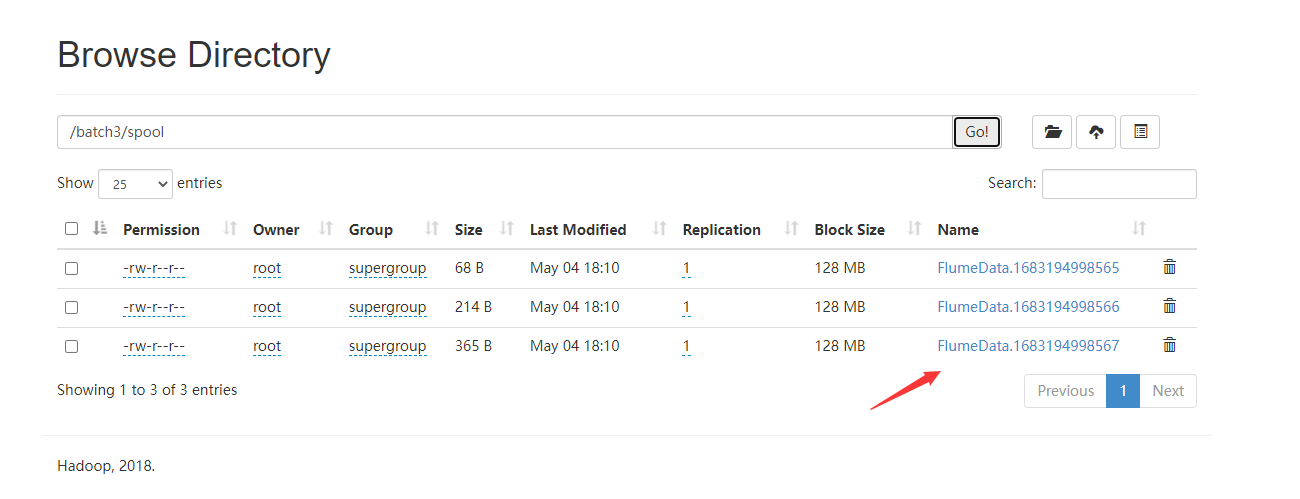 Browse Directory
/batch3/spool Go!
Show 25 entries Search:
Permission Owner Group Size Last Modified Replication Block Size Name
-rw-r--r-- root supergroup 68 B May 04 18:10 1 128 MB FlumeData.1683194998565
-rw-r--r-- root supergroup 214 B May 04 18:10 1 128 MB FlumeData.1683194998566
-rw-r--r-- root supergroup 365 B May 04 18:10 1 128 MB FlumeData.1683194998567
Showing 1 to 3 of 3 entries Previous 1 Next
Hadoop, 2018.